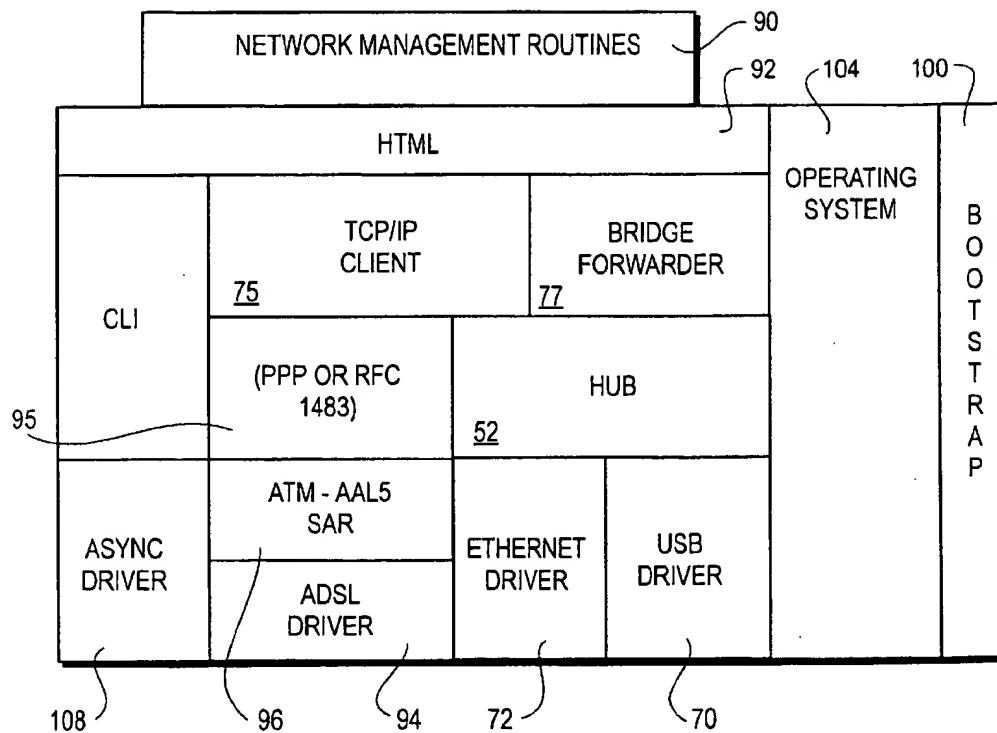 NETWORK MANAGEMENT ROUTINES
90
92
104
100
HTML
OPERATING
SYSTEM
BOOTSTRAP
TCP/IP
CLIENT
75
BRIDGE
FORWARDER
77
CLI
(PPP OR RFC
1483)
95
HUB
52
ATM - AAL5
SAR
ASYNC
DRIVER
ADSL
DRIVER
ETHERNET
DRIVER
USB
DRIVER
108
96
94
72
70